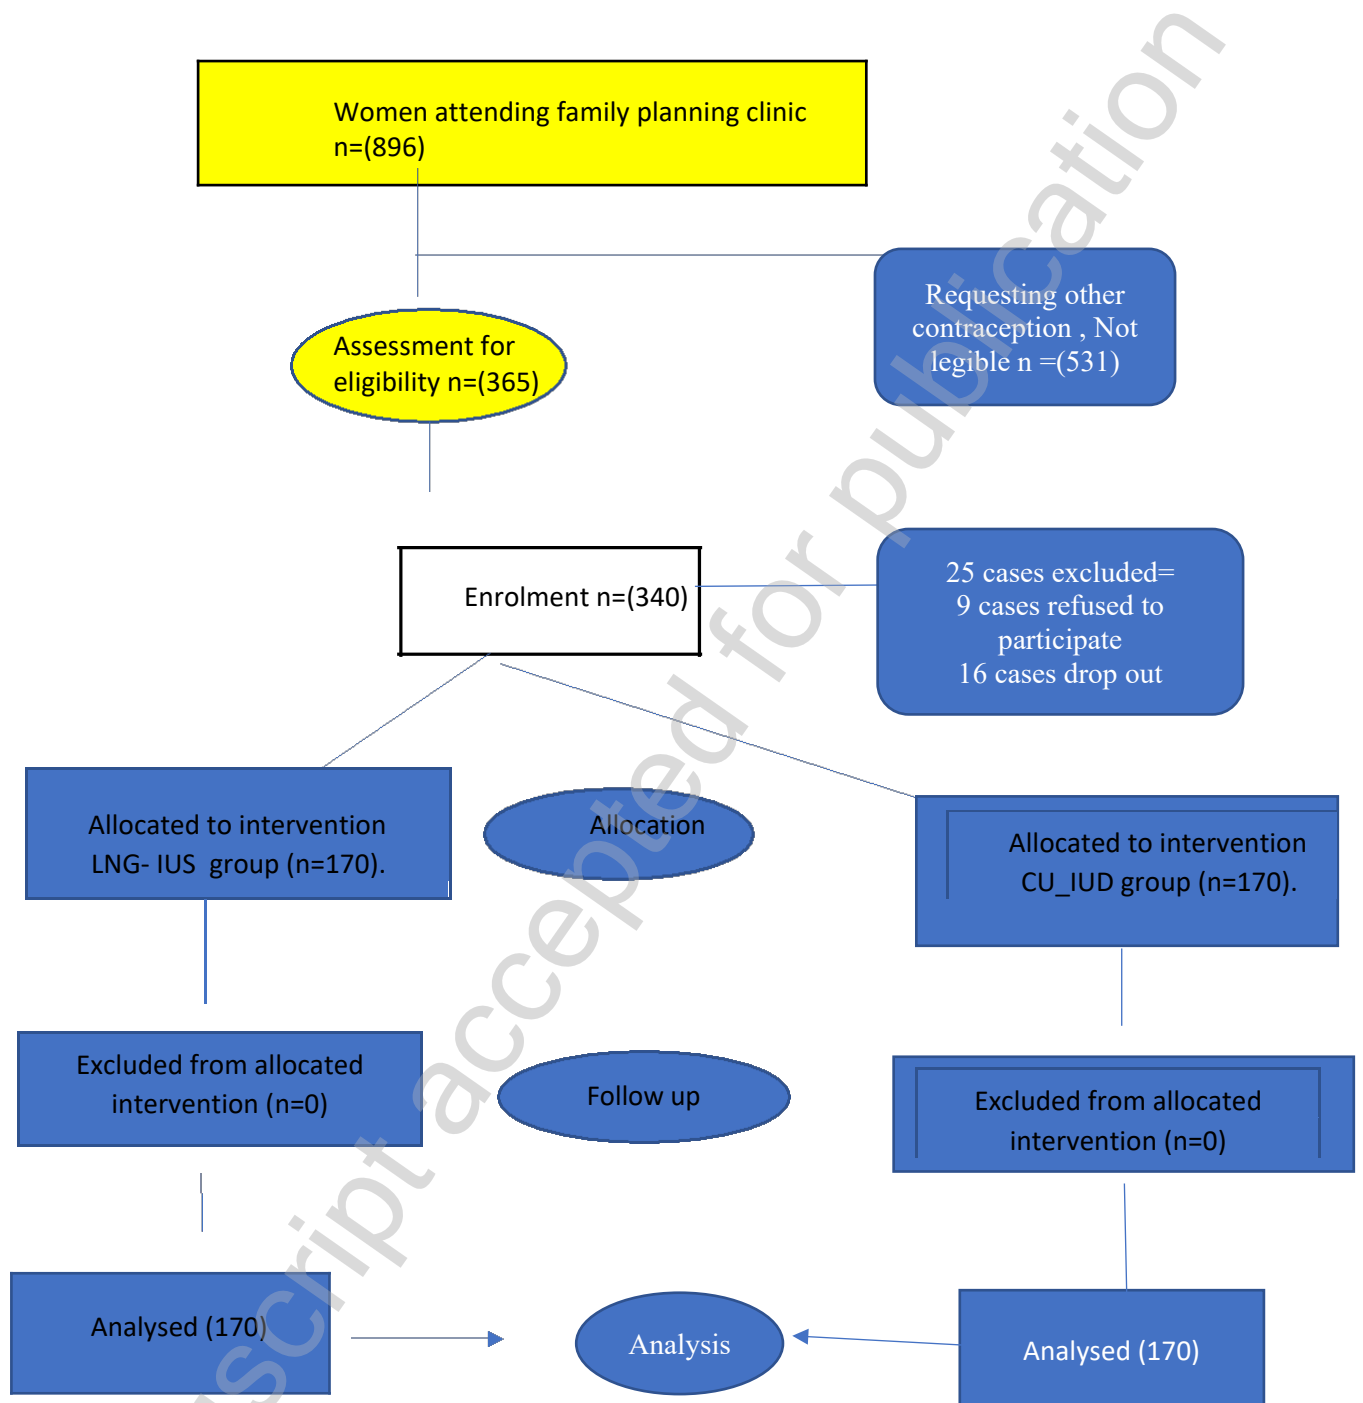 Women attending family planning clinic
n=(896)
Requesting other
contraception , Not
legible n =(531)
Assessment for
eligibility n=(365)
Enrolment n=(340)
25 cases excluded=
9 cases refused to
participate
16 cases drop out
Allocated to intervention
LNG- IUS group (n=170).
Allocation
Allocated to intervention
CU_IUD group (n=170).
Excluded from allocated
intervention (n=0)
Follow up
Excluded from allocated
intervention (n=0)
Analysed (170)
Analysis
Analysed (170)
script accepted for publication